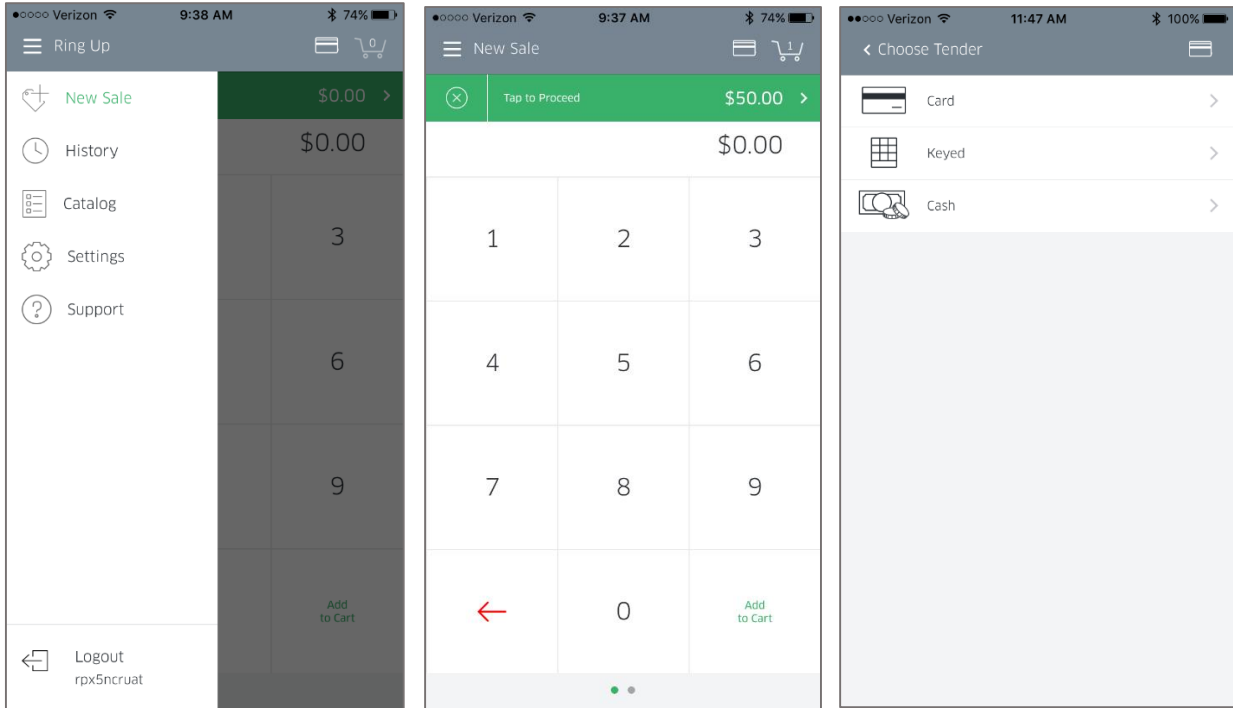 Verizon 9:38 AM 74%
Ring Up 0
New Sale
$0.00
History
$0.00
Catalog
3
Settings
Support
6
9
Add
to Cart
Logout
rpx5ncruat
Verizon 9:37 AM 74%
New Sale 1
Tap to Proceed $50.00
$0.00
1 2 3
4 5 6
7 8 9
0 Add
to Cart
Verizon 11:47 AM 100%
Choose Tender
Card
Keyed
Cash